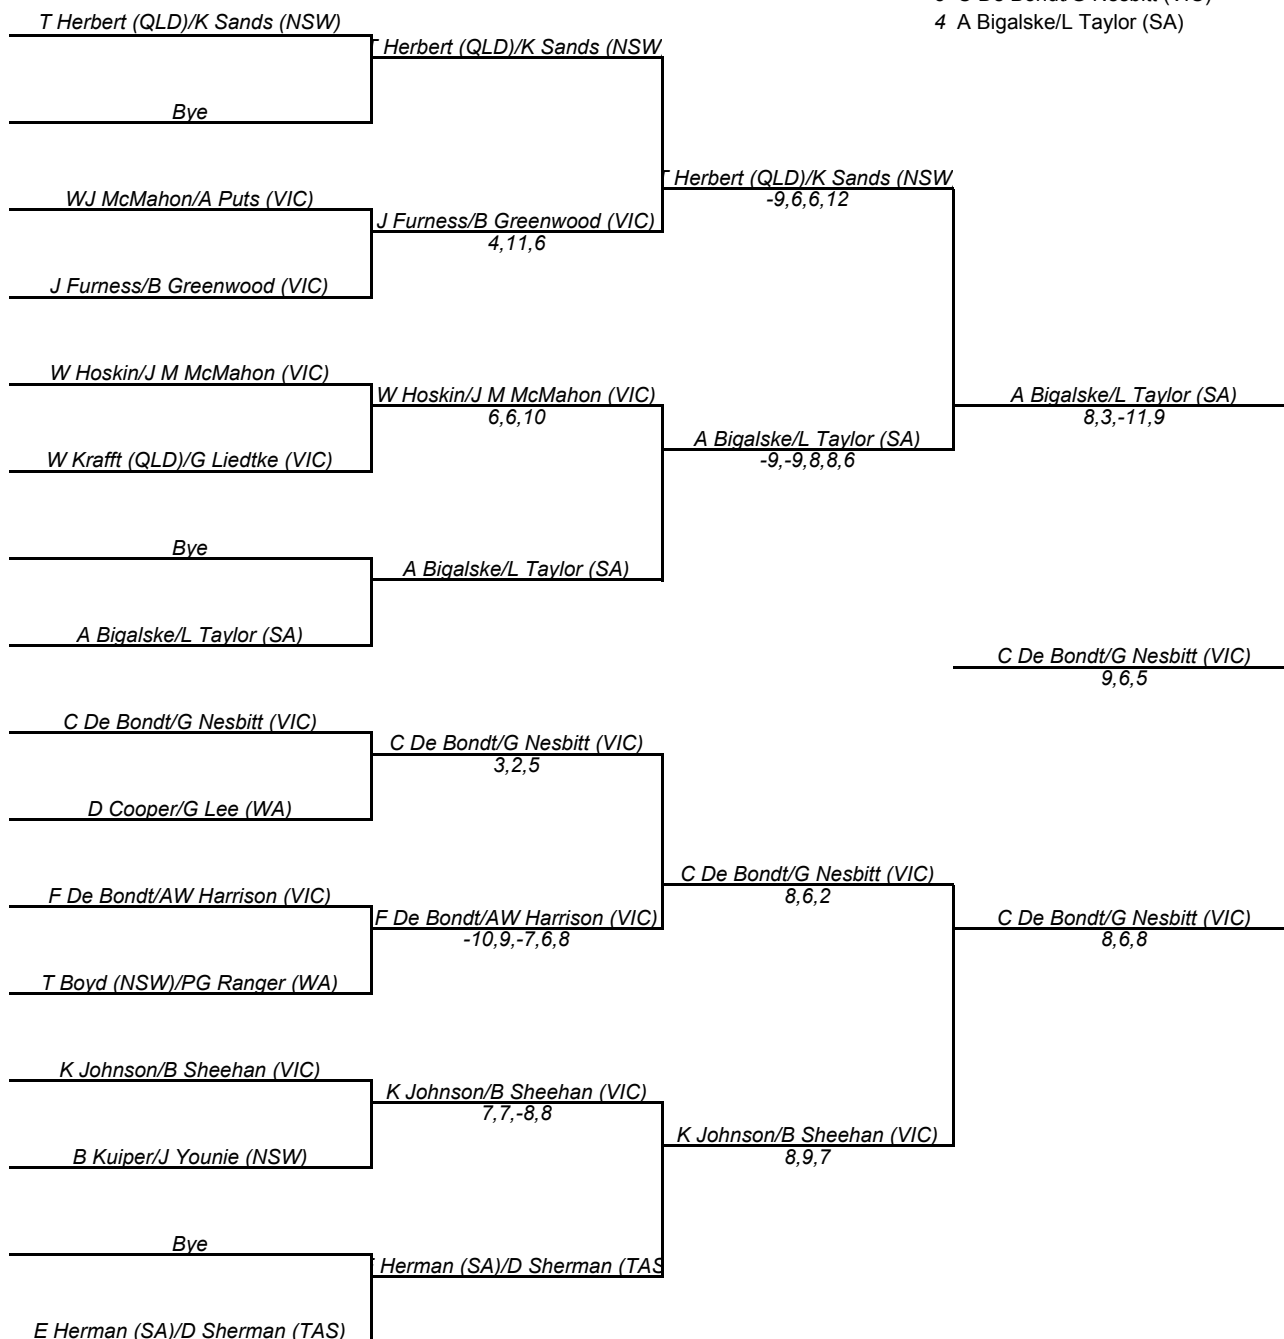 3 C De Bondt/G Nesbitt (VIC)
4 A Bigalske/L Taylor (SA)
T Herbert (QLD)/K Sands (NSW)
Bye
WJ McMahon/A Puts (VIC)
J Furness/B Greenwood (VIC)
W Hoskin/J M McMahon (VIC)
W Krafft (QLD)/G Liedtke (VIC)
Bye
A Bigalske/L Taylor (SA)
C De Bondt/G Nesbitt (VIC)
D Cooper/G Lee (WA)
F De Bondt/AW Harrison (VIC)
T Boyd (NSW)/PG Ranger (WA)
K Johnson/B Sheehan (VIC)
B Kuiper/J Younie (NSW)
Bye
E Herman (SA)/D Sherman (TAS)
T Herbert (QLD)/K Sands (NSW
J Furness/B Greenwood (VIC)
4,11,6
W Hoskin/J M McMahon (VIC)
6,6,10
A Bigalske/L Taylor (SA)
C De Bondt/G Nesbitt (VIC)
3,2,5
F De Bondt/AW Harrison (VIC)
-10,9,-7,6,8
K Johnson/B Sheehan (VIC)
7,7,-8,8
Herman (SA)/D Sherman (TAS
T Herbert (QLD)/K Sands (NSW
-9,6,6,12
A Bigalske/L Taylor (SA)
-9,-9,8,8,6
C De Bondt/G Nesbitt (VIC)
8,6,2
K Johnson/B Sheehan (VIC)
8,9,7
A Bigalske/L Taylor (SA)
8,3,-11,9
C De Bondt/G Nesbitt (VIC)
9,6,5
C De Bondt/G Nesbitt (VIC)
8,6,8